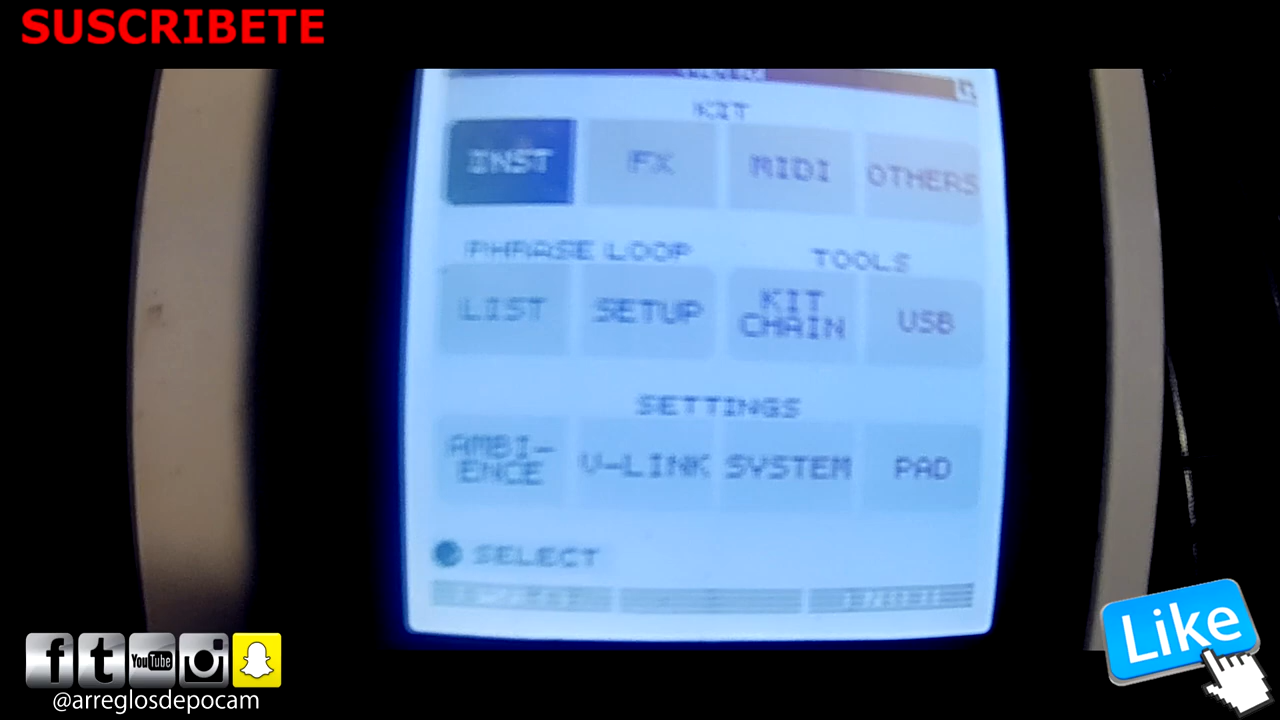 SUSCRIBETE
KIT
INST FX MIDI OTHERS
PHRASE LOOP TOOLS
LIST SETUP KIT CHAIN USB
SETTINGS
AMBI-ENCE V-LINK SYSTEM PAD
SELECT
f t YouTube
@arreglosdepocam
Like